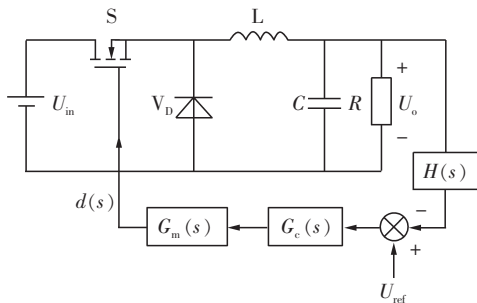 S
L
U_in
V_D
C
R
+
U_o
−
H(s)
d(s)
G_m(s)
G_c(s)
−
+
U_ref